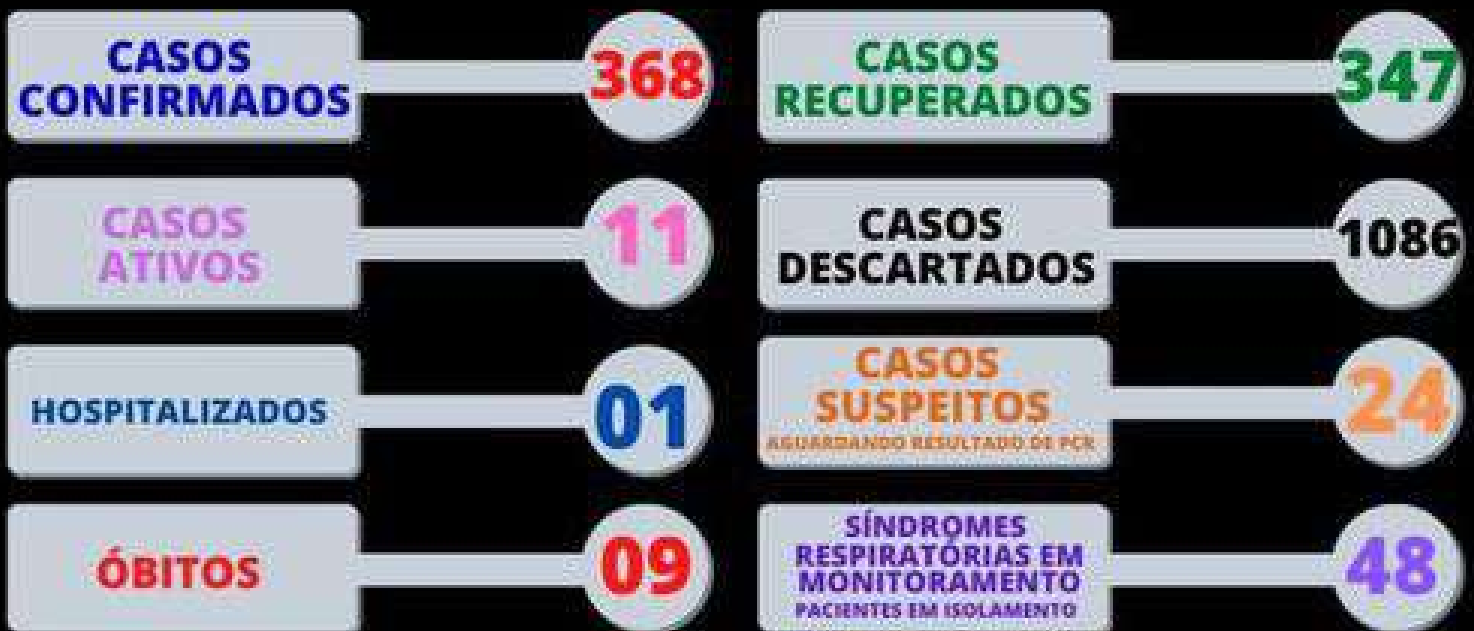 CASOS
CONFIRMADOS
368
CASOS
RECUPERADOS
347
CASOS
ATIVOS
11
CASOS
DESCARTADOS
1086
HOSPITALIZADOS
01
CASOS
SUSPEITOS
AGUARDANDO RESULTADO DE PCR
24
ÓBITOS
09
SÍNDROMES
RESPIRATÓRIAS EM
MONITORAMENTO
PACIENTES EM ISOLAMENTO
48